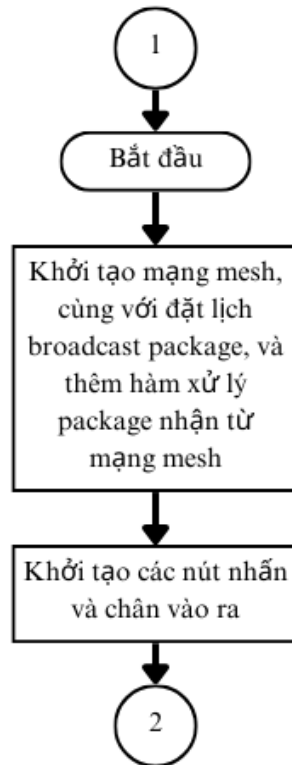 1
Bắt đầu
Khởi tạo mạng mesh,
cùng với đặt lịch
broadcast package, và
thêm hàm xử lý
package nhận từ
mạng mesh
Khởi tạo các nút nhấn
và chân vào ra
2